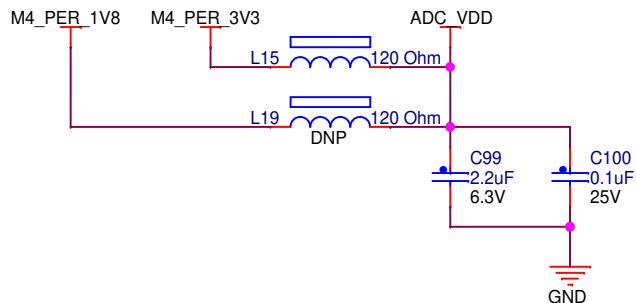 M4_PER_1V8
M4_PER_3V3
ADC_VDD
L15
120 Ohm
L19
120 Ohm
DNP
C99
2.2uF
6.3V
C100
0.1uF
25V
GND